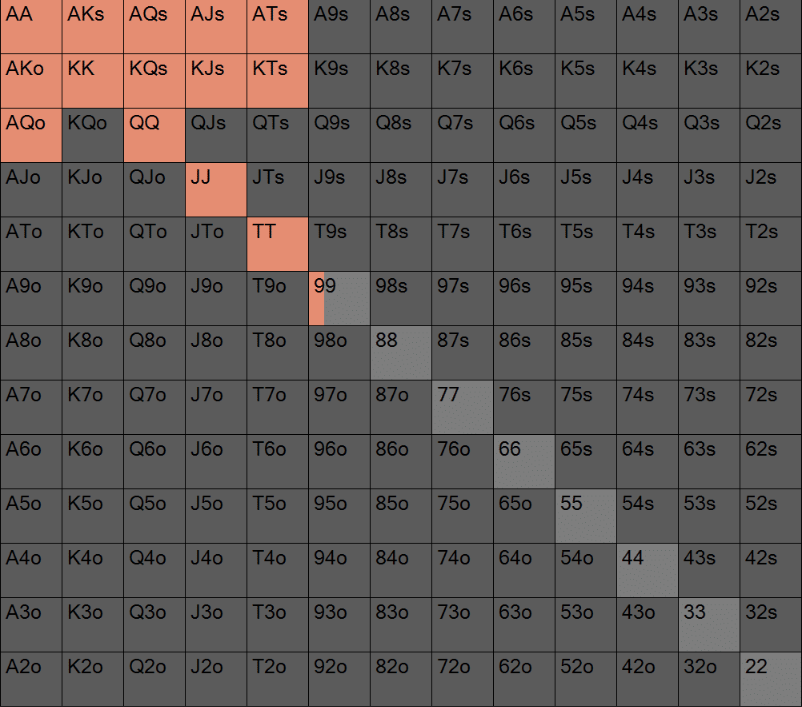 AA AKs AQs AJs ATs A9s A8s A7s A6s A5s A4s A3s A2s
AKo KK KQs KJs KTs K9s K8s K7s K6s K5s K4s K3s K2s
AQo KQo QQ QJs QTs Q9s Q8s Q7s Q6s Q5s Q4s Q3s Q2s
AJo KJo QJo JJ JTs J9s J8s J7s J6s J5s J4s J3s J2s
ATo KTo QTo JTo TT T9s T8s T7s T6s T5s T4s T3s T2s
A9o K9o Q9o J9o T9o 99 98s 97s 96s 95s 94s 93s 92s
A8o K8o Q8o J8o T8o 98o 88 87s 86s 85s 84s 83s 82s
A7o K7o Q7o J7o T7o 97o 87o 77 76s 75s 74s 73s 72s
A6o K6o Q6o J6o T6o 96o 86o 76o 66 65s 64s 63s 62s
A5o K5o Q5o J5o T5o 95o 85o 75o 65o 55 54s 53s 52s
A4o K4o Q4o J4o T4o 94o 84o 74o 64o 54o 44 43s 42s
A3o K3o Q3o J3o T3o 93o 83o 73o 63o 53o 43o 33 32s
A2o K2o Q2o J2o T2o 92o 82o 72o 62o 52o 42o 32o 22